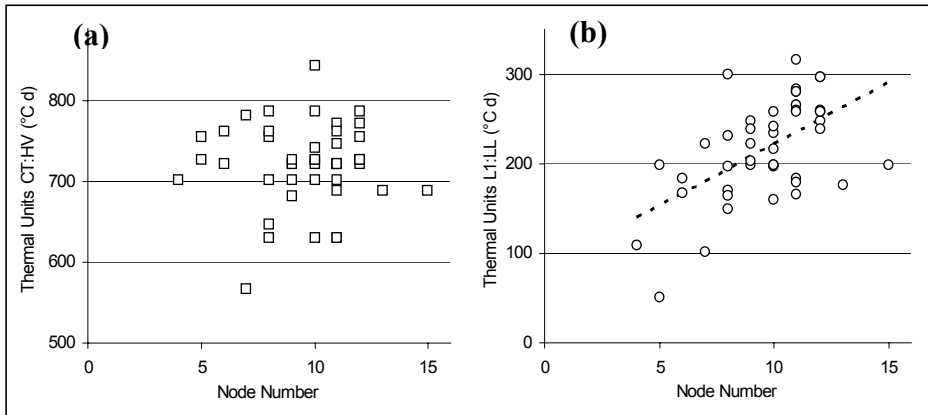 (a)
Thermal Units CT:HV (°C d)
800
700
600
500
0
5
10
15
Node Number
(b)
Thermal Units L1:LL (°C d)
300
200
100
0
0
5
10
15
Node Number